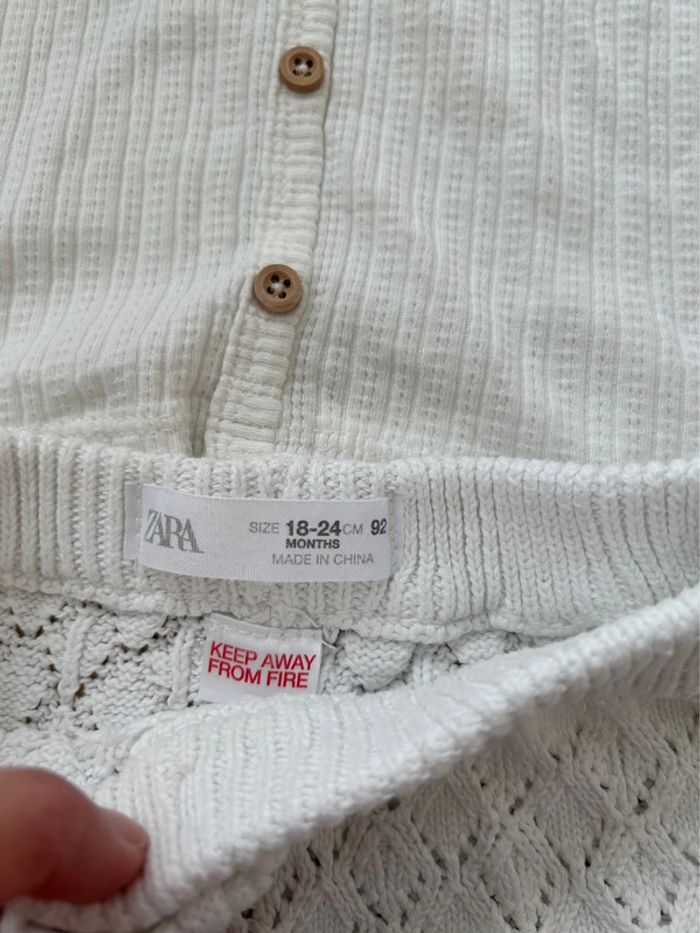 ZARA
SIZE 18-24 CM 92
MONTHS
MADE IN CHINA
KEEP AWAY
FROM FIRE